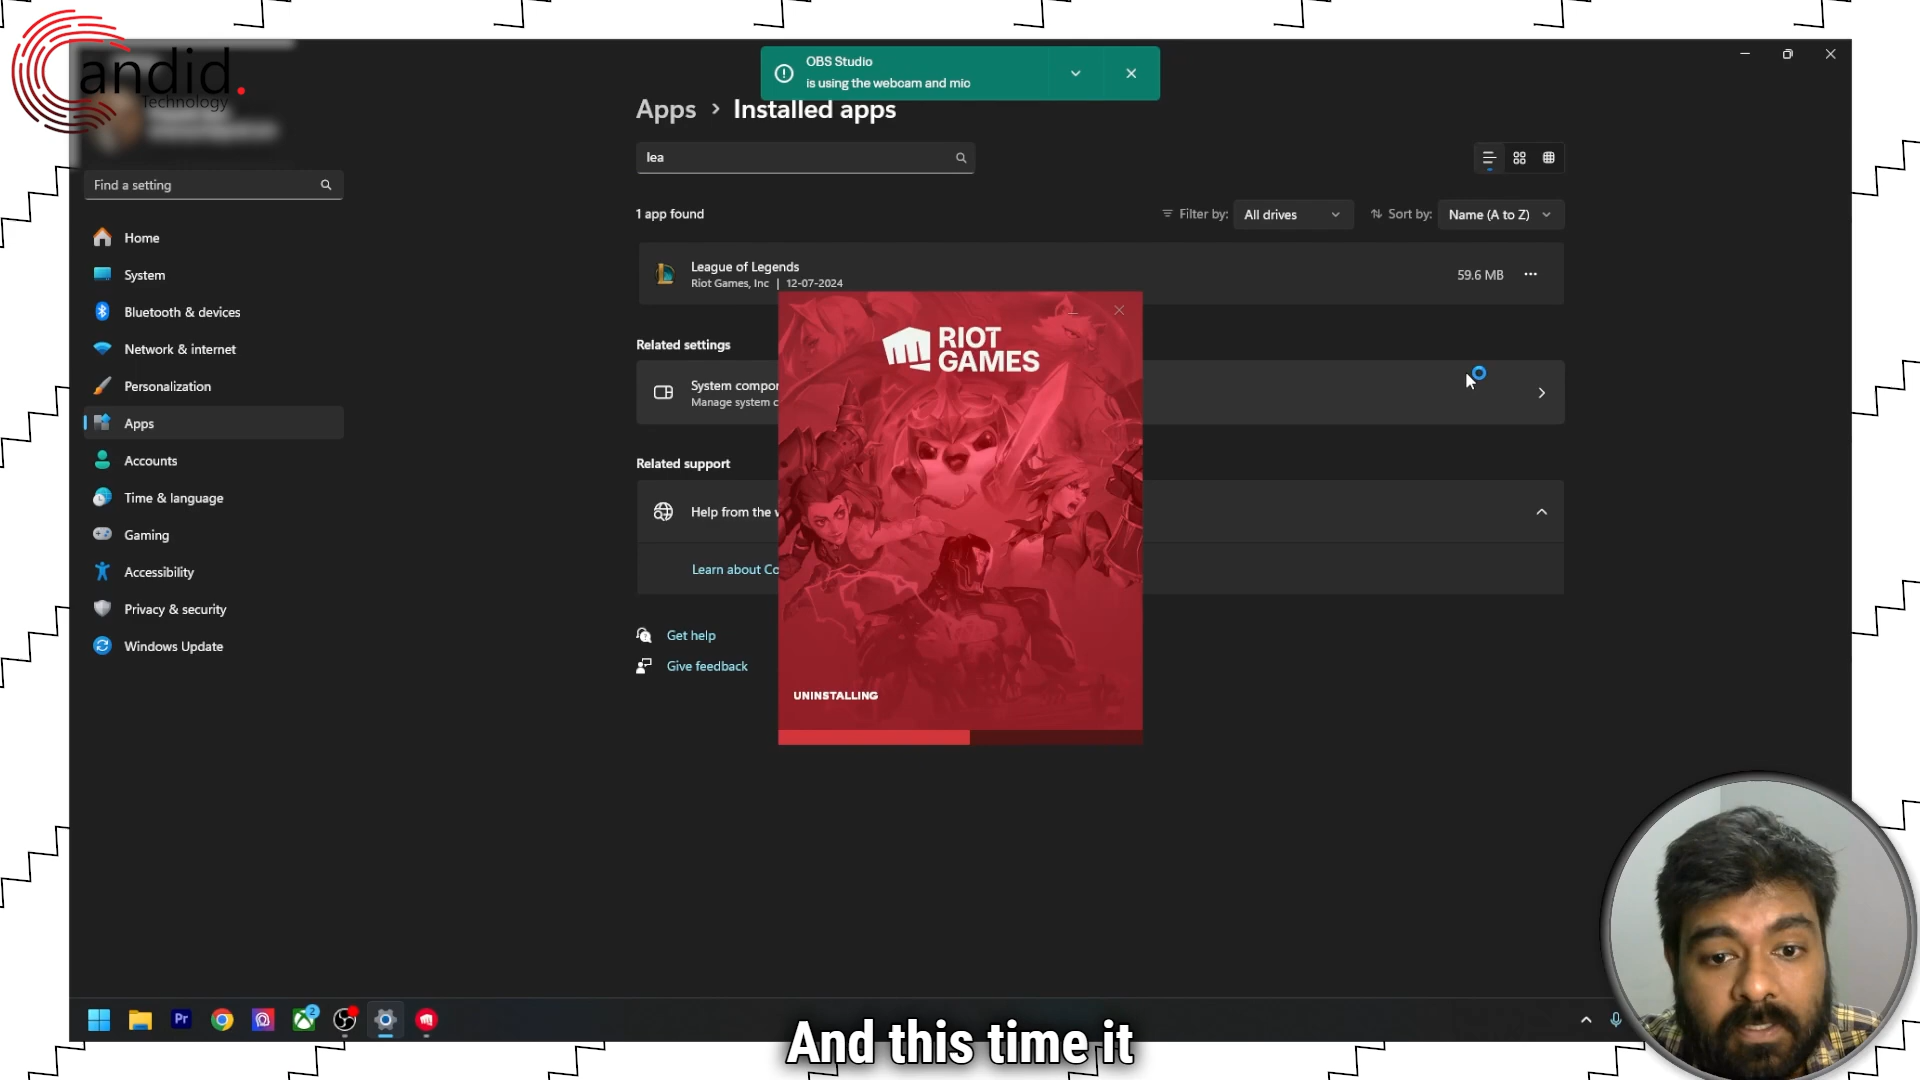 andid.
Technology
OBS Studio
is using the webcam and mic
Apps > Installed apps
lea
Find a setting
1 app found
Filter by: All drives
Sort by: Name (A to Z)
Home
System
Bluetooth & devices
Network & internet
Personalization
Apps
Accounts
Time & language
Gaming
Accessibility
Privacy & security
Windows Update
League of Legends
Riot Games, Inc | 12-07-2024
59.6 MB
Related settings
System compor
Manage system c
Related support
Help from the w
Learn about Co
Get help
Give feedback
RIOT
GAMES
UNINSTALLING
Pr
2
And this time it